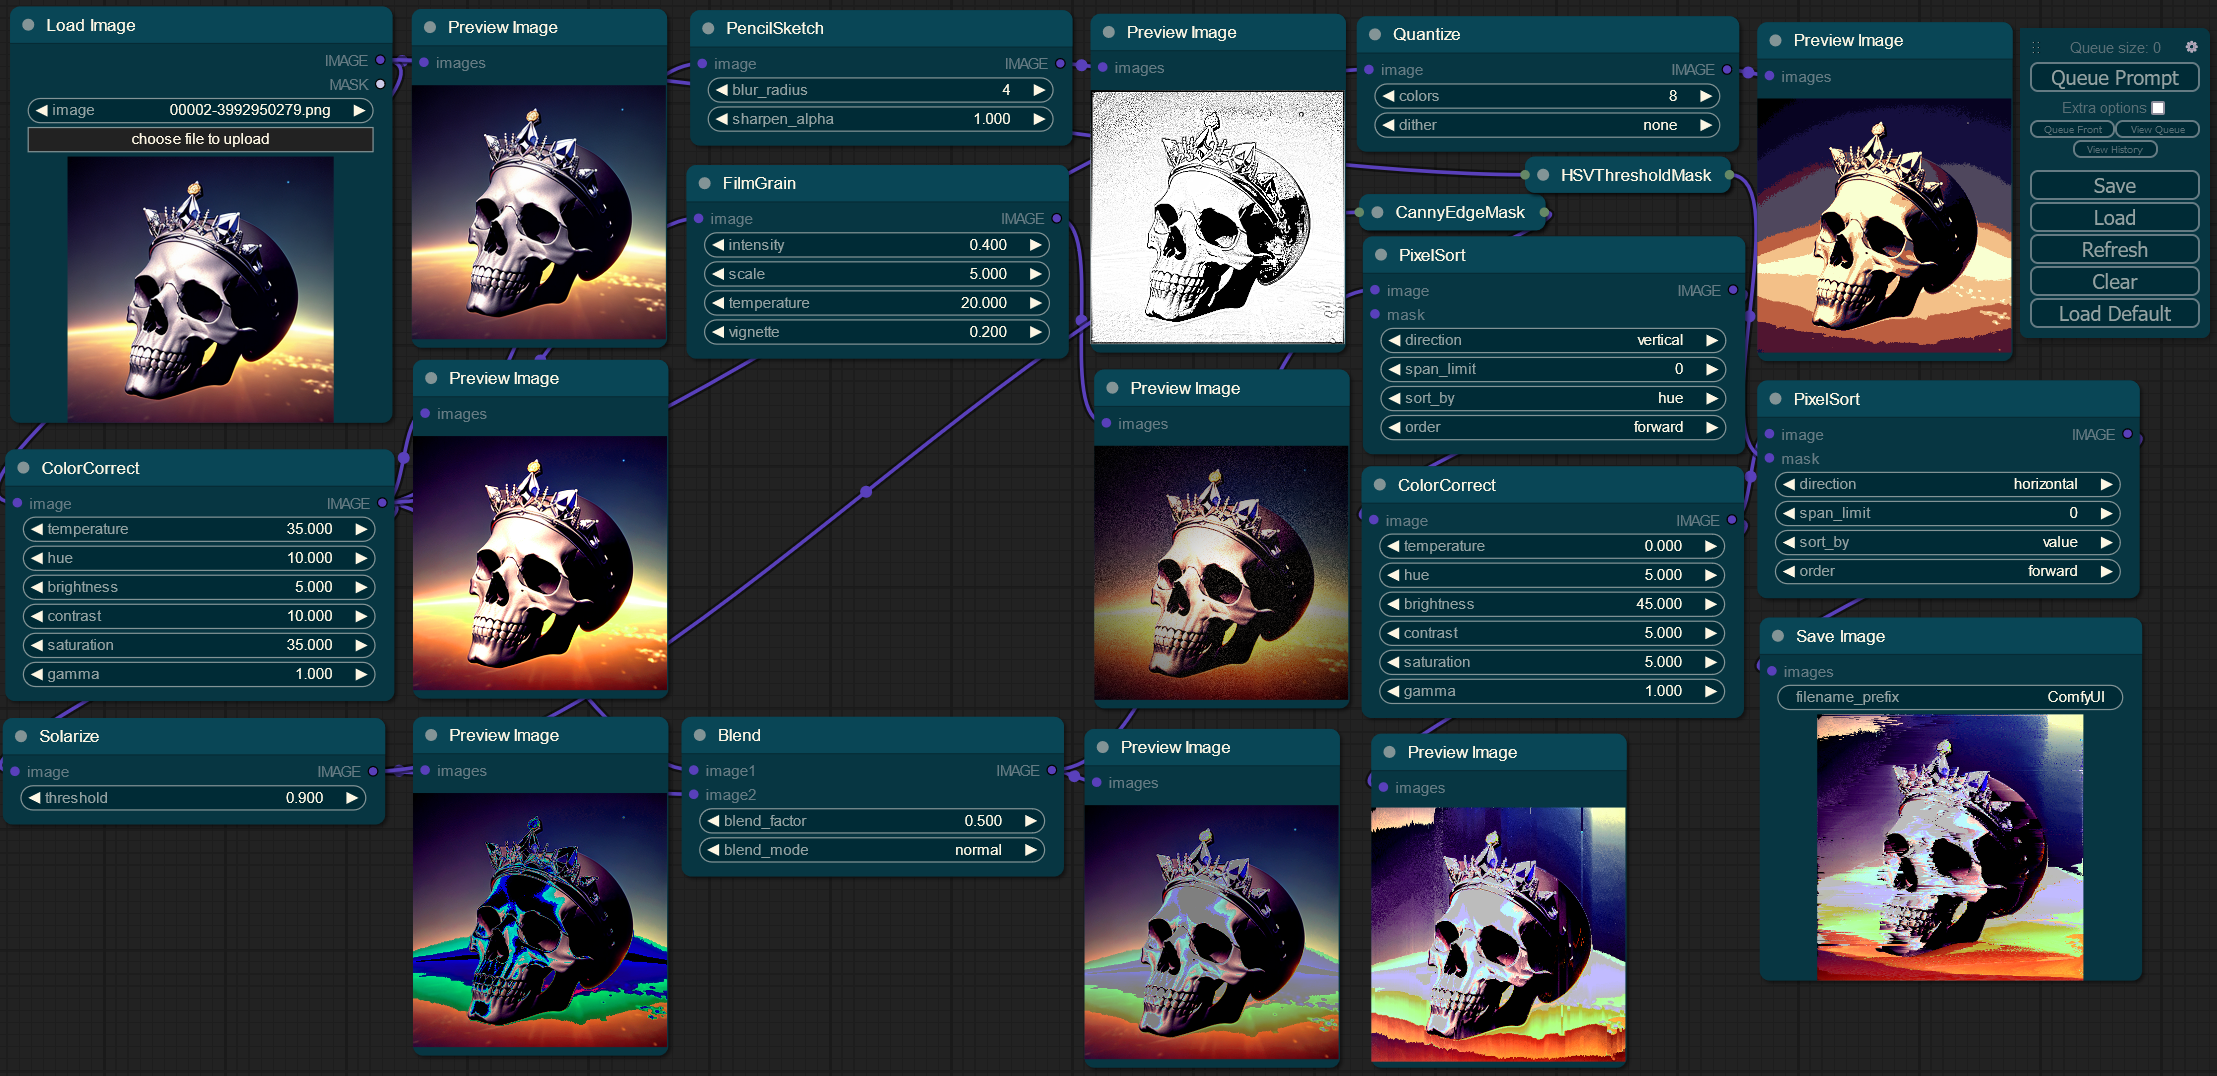 Load Image
IMAGE
MASK
image 00002-3992950279.png
choose file to upload
Preview Image
images
PencilSketch
image IMAGE
blur_radius 4
sharpen_alpha 1.000
FilmGrain
image IMAGE
intensity 0.400
scale 5.000
temperature 20.000
vignette 0.200
Preview Image
images
Quantize
image IMAGE
colors 8
dither none
HSVThresholdMask
CannyEdgeMask
PixelSort
image IMAGE
mask
direction vertical
span_limit 0
sort_by hue
order forward
Preview Image
images
Queue size: 0
Queue Prompt
Extra options
Queue Front View Queue
View History
Save
Load
Refresh
Clear
Load Default
Preview Image
images
Preview Image
images
PixelSort
image IMAGE
mask
direction horizontal
span_limit 0
sort_by value
order forward
ColorCorrect
image IMAGE
temperature 35.000
hue 10.000
brightness 5.000
contrast 10.000
saturation 35.000
gamma 1.000
ColorCorrect
image IMAGE
temperature 0.000
hue 5.000
brightness 45.000
contrast 5.000
saturation 5.000
gamma 1.000
Save Image
images
filename_prefix ComfyUI
Solarize
image IMAGE
threshold 0.900
Preview Image
images
Blend
image1 IMAGE
image2
blend_factor 0.500
blend_mode normal
Preview Image
images
Preview Image
images